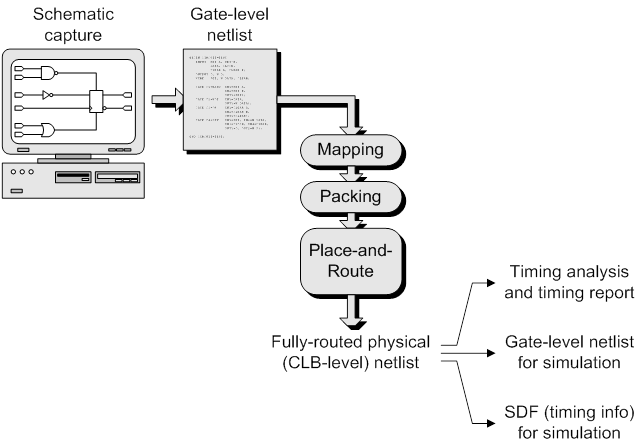 Schematic
capture
Gate-level
netlist
Mapping
Packing
Place-and-
Route
Fully-routed physical
(CLB-level) netlist
Timing analysis
and timing report
Gate-level netlist
for simulation
SDF (timing info)
for simulation